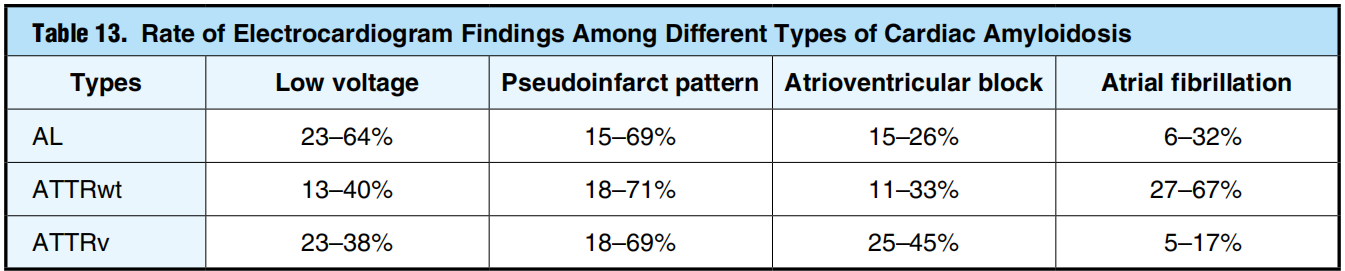 Table 13. Rate of Electrocardiogram Findings Among Different Types of Cardiac Amyloidosis
Types Low voltage Pseudoinfarct pattern Atrioventricular block Atrial fibrillation
AL 23–64% 15–69% 15–26% 6–32%
ATTRwt 13–40% 18–71% 11–33% 27–67%
ATTRv 23–38% 18–69% 25–45% 5–17%